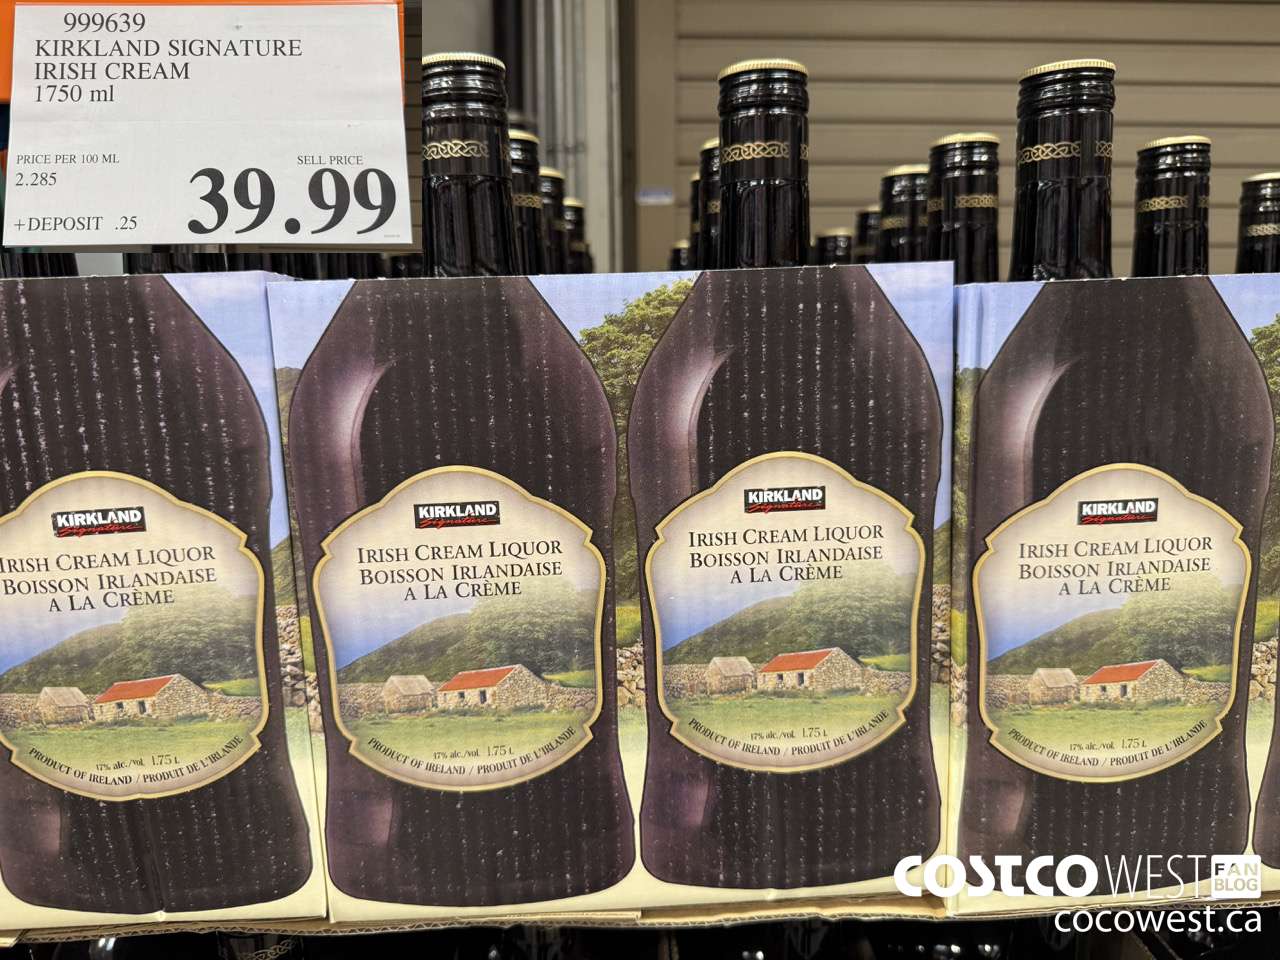 999639
KIRKLAND SIGNATURE
IRISH CREAM
1750 ml
PRICE PER 100 ML
2.285
SELL PRICE
39.99
+DEPOSIT .25
KIRKLAND
Signature
IRISH CREAM LIQUOR
BOISSON IRLANDAISE
A LA CRÈME
17% alc./vol. 1.75 L
PRODUCT OF IRELAND / PRODUIT DE L'IRLANDE
KIRKLAND
Signature
IRISH CREAM LIQUOR
BOISSON IRLANDAISE
A LA CRÈME
17% alc./vol. 1.75 L
PRODUCT OF IRELAND / PRODUIT DE L'IRLANDE
KIRKLAND
Signature
IRISH CREAM LIQUOR
BOISSON IRLANDAISE
A LA CRÈME
17% alc./vol. 1.75 L
PRODUCT OF IRELAND / PRODUIT DE L'IRLANDE
KIRKLAND
Signature
IRISH CREAM LIQUOR
BOISSON IRLANDAISE
A LA CRÈME
17% alc./vol. 1.75 L
PRODUCT OF IRELAND / PRODUIT DE L'IRLANDE
COSTCO WEST FAN BLOG
cocowest.ca